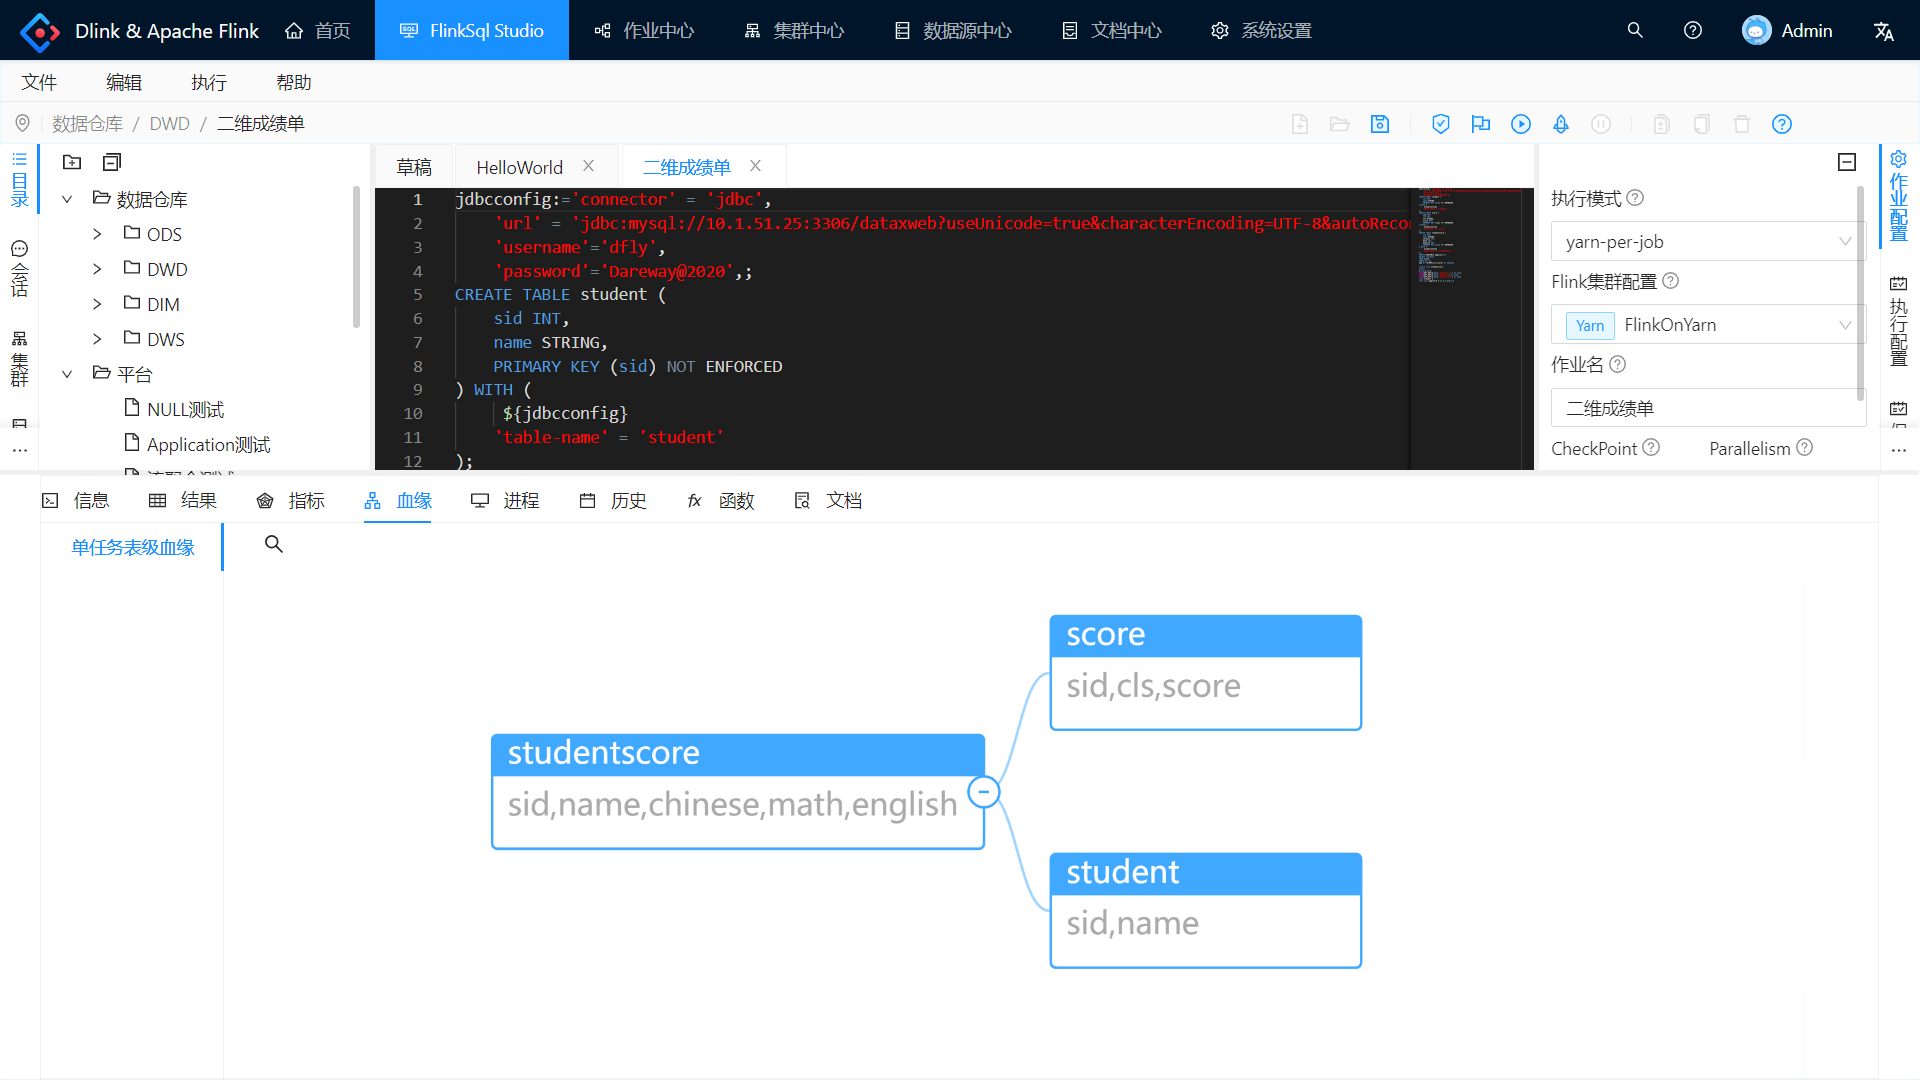 Dlink & Apache Flink 首页 FlinkSql Studio 作业中心 集群中心 数据源中心 文档中心 系统设置 Admin
文件 编辑 执行 帮助
数据仓库 / DWD / 二维成绩单
目录
会话
集群
数据仓库
ODS
DWD
DIM
DWS
平台
NULL测试
Application测试
草稿 HelloWorld 二维成绩单
1 jdbcconfig:='connector' = 'jdbc',
2 'url' = 'jdbc:mysql://10.1.51.25:3306/dataxweb?useUnicode=true&characterEncoding=UTF-8&autoRecon
3 'username'='dfly',
4 'password'='Dareway@2020',;
5 CREATE TABLE student (
6 sid INT,
7 name STRING,
8 PRIMARY KEY (sid) NOT ENFORCED
9 ) WITH (
10 ${jdbcconfig}
11 'table-name' = 'student'
12 );
执行模式
yarn-per-job
Flink集群配置
Yarn FlinkOnYarn
作业名
二维成绩单
CheckPoint Parallelism
作业配置
执行配置
信息 结果 指标 血缘 进程 历史 函数 文档
单任务表级血缘
score
sid,cls,score
studentscore
sid,name,chinese,math,english
student
sid,name